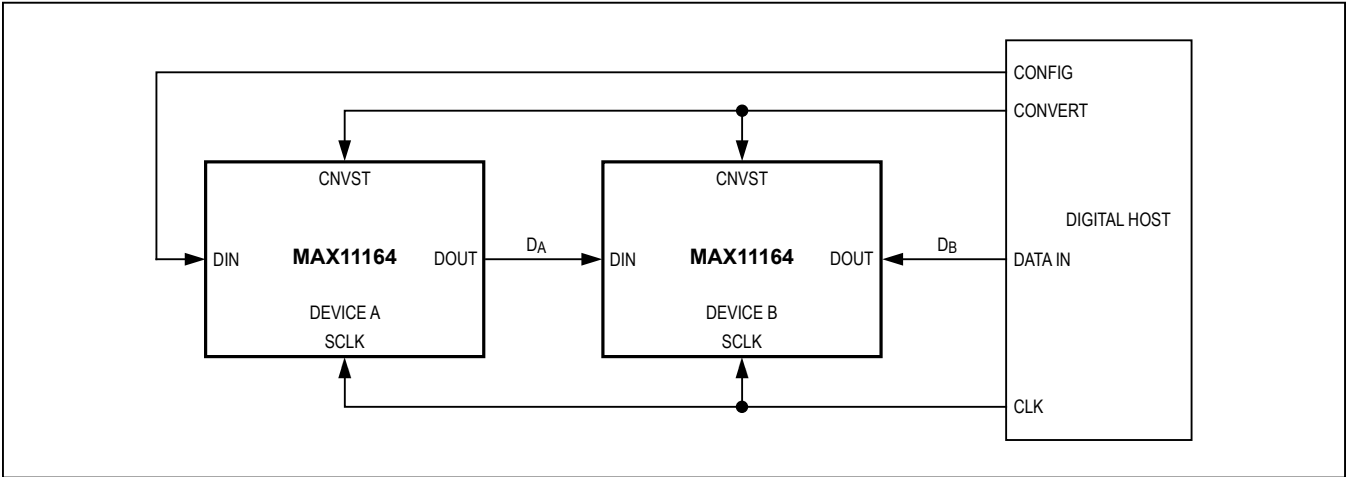 CONFIG
CONVERT
CNVST
CNVST
DIGITAL HOST
DIN
MAX11164
DOUT
DA
DIN
MAX11164
DOUT
DB
DATA IN
DEVICE A
DEVICE B
SCLK
SCLK
CLK